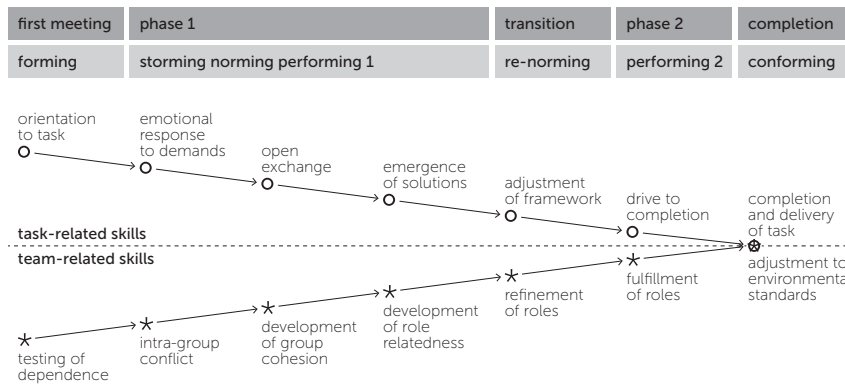 first meeting
phase 1
transition
phase 2
completion
forming
storming norming performing 1
re-norming
performing 2
conforming
orientation
to task
emotional
response
to demands
open
exchange
emergence
of solutions
adjustment
of framework
drive to
completion
completion
and delivery
of task
task-related skills
team-related skills
testing of
dependence
intra-group
conflict
development
of group
cohesion
development
of role
relatedness
refinement
of roles
fulfillment
of roles
adjustment to
environmenta
standards